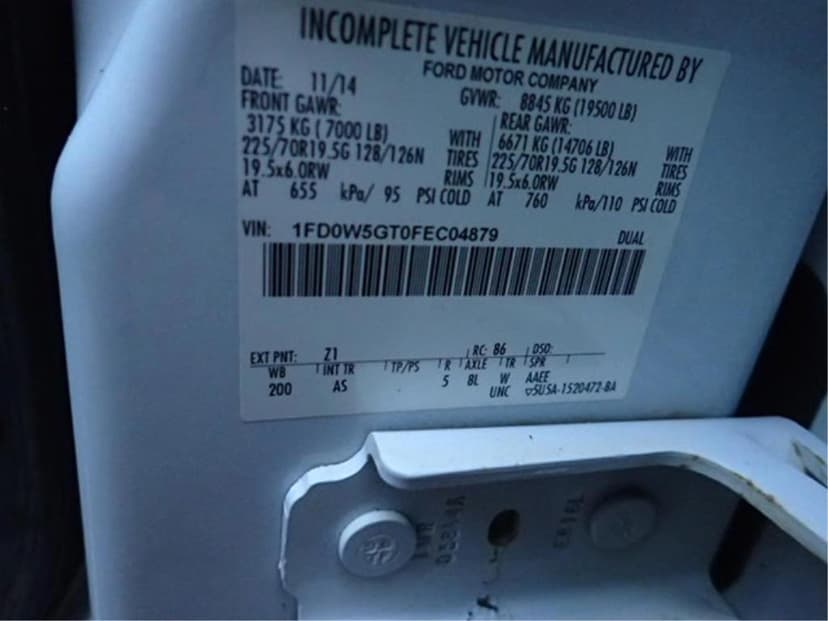 INCOMPLETE VEHICLE MANUFACTURED BY
FORD MOTOR COMPANY
DATE: 11/14 GVWR: 8845 KG (19500 LB)
FRONT GAWR: REAR GAWR:
3175 KG (7000 LB) WITH 6671 KG (14706 LB) WITH
225/70R19.5G 128/126N TIRES 225/70R19.5G 128/126N TIRES
19.5x6.0RW RIMS 19.5x6.0RW RIMS
AT 655 kPa/ 95 PSI COLD AT 760 kPa/110 PSI COLD
VIN: 1FD0W5GT0FEC04879 DUAL
EXT PNT: Z1 RC: 86 DSO:
WB INT TR TP/PS R AXLE TR SPR
200 AS 5 8L W AAEE
UNC 5U5A-1520472-BA